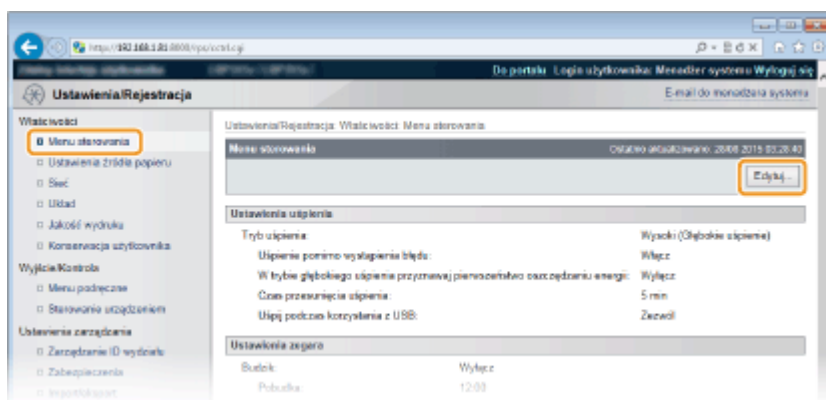 Do portalu Login użytkownika: Menedżer systemu Wyloguj się
Ustawienia/Rejestracja
E-mail do menedżera systemu
Właściwości
Menu sterowania
Ustawienia źródła papieru
Sieć
Układ
Jakość wydruku
Konserwacja użytkownika
Wyjście/Kontrola
Menu podręczne
Sterowanie urządzeniem
Ustawienia zarządzania
Zarządzanie ID wydziału
Zabezpieczenia
Import/eksport
Ustawienia/Rejestracja: Właściwości: Menu sterowania
Menu sterowania
Ostatnio aktualizowano: 2015 03:28:40
Edytuj...
Ustawienia uśpienia
Tryb uśpienia: Wysoki (Głębokie uśpienie)
Uśpienie pomimo wystąpienia błędu: Włącz
W trybie głębokiego uśpienia przyznawaj pierwszeństwo oszczędzaniu energii: Wyłącz
Czas przesunięcia uśpienia: 5 min
Uśpij podczas korzystania z USB: Zezwól
Ustawienia zegara
Budzik: Wyłącz
Pobudka: 12:00